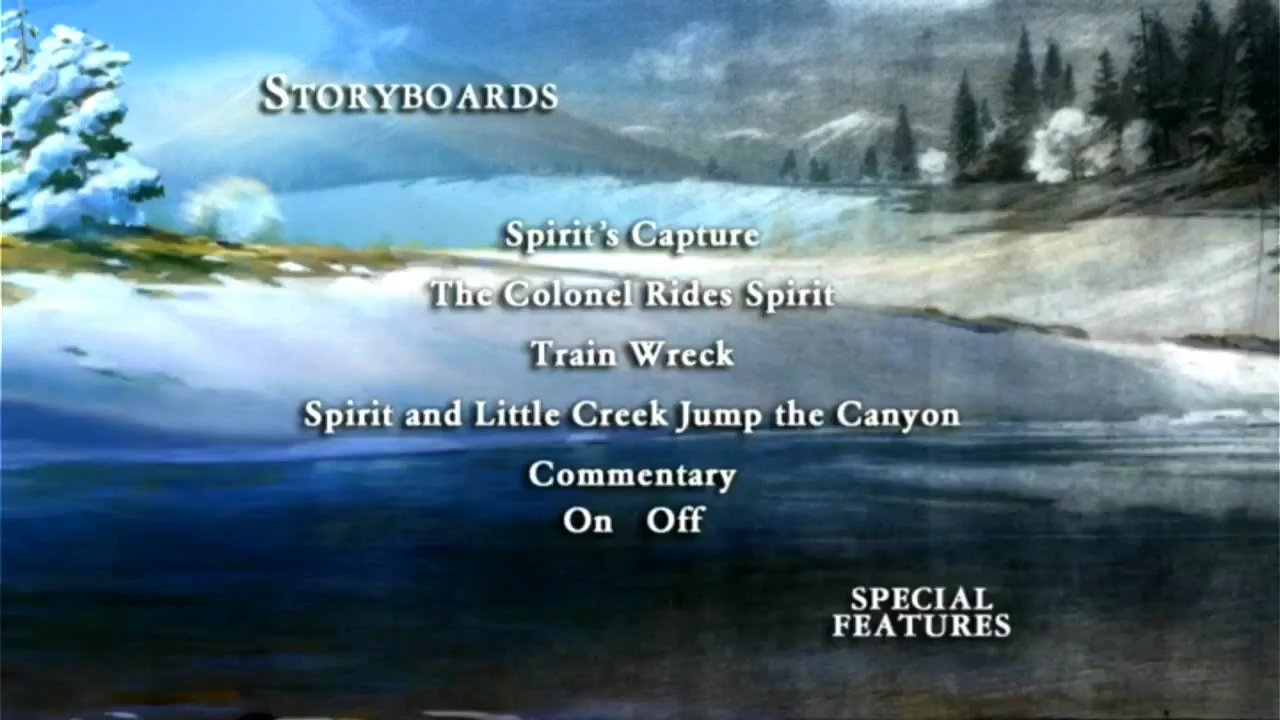 Storyboards
Spirit's Capture
The Colonel Rides Spirit
Train Wreck
Spirit and Little Creek Jump the Canyon
Commentary
On Off
SPECIAL
FEATURES